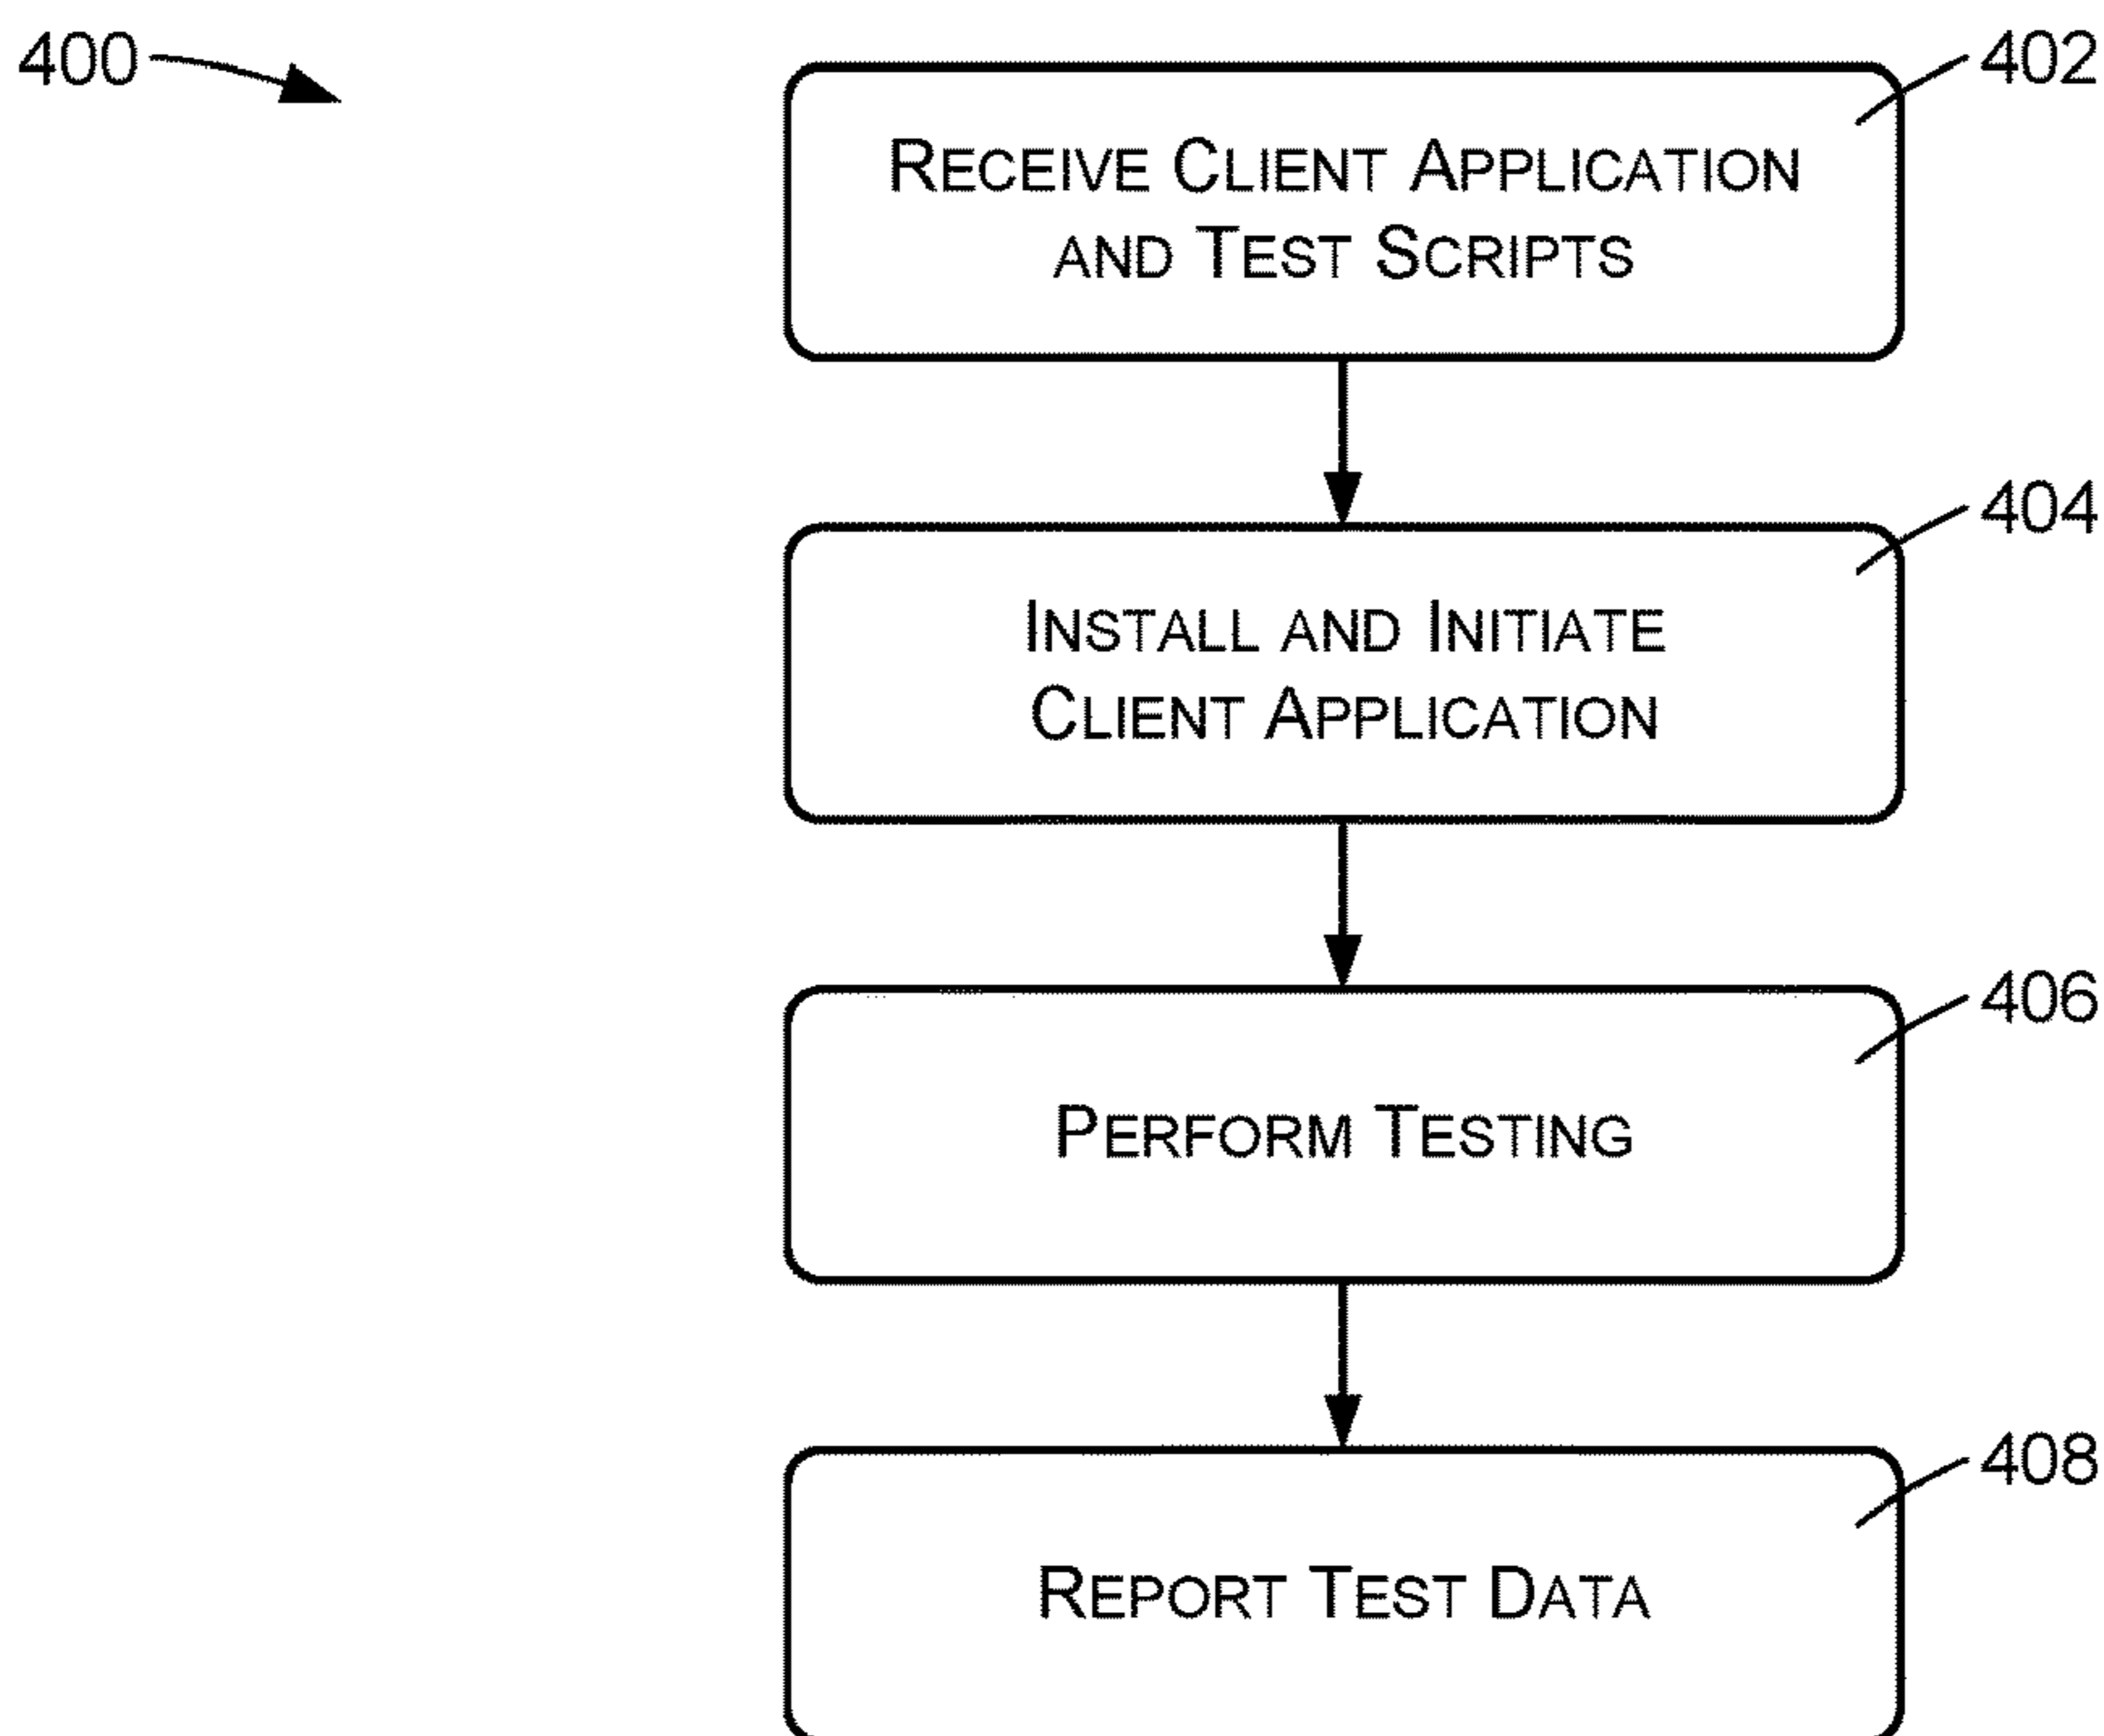 400
402
RECEIVE CLIENT APPLICATION
AND TEST SCRIPTS
404
INSTALL AND INITIATE
CLIENT APPLICATION
406
PERFORM TESTING
408
REPORT TEST DATA